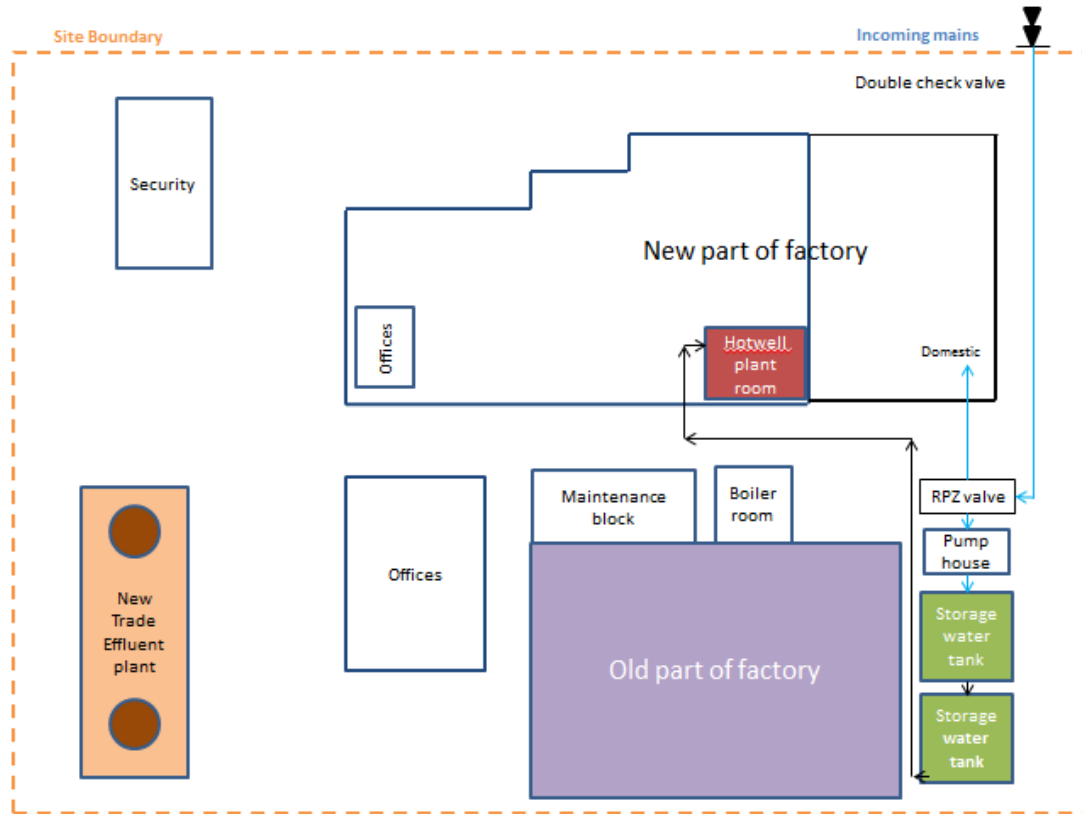 Site Boundary
Incoming mains
Double check valve
Security
New part of factory
Offices
Hotwell
plant
room
Domestic
Maintenance
block
Boiler
room
RPZ valve
Pump
house
Offices
New
Trade
Effluent
plant
Old part of factory
Storage
water
tank
Storage
water
tank